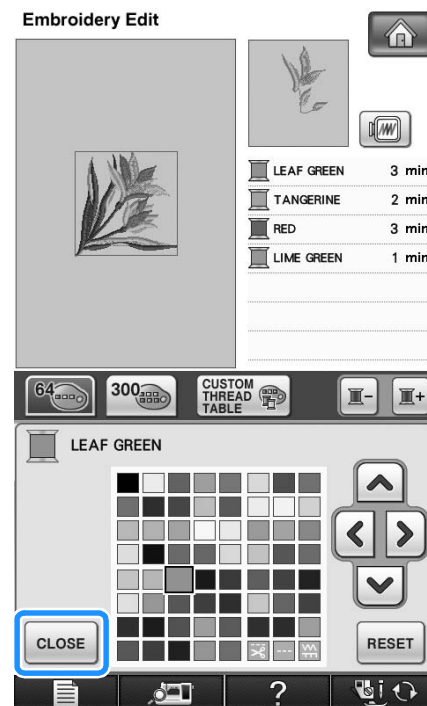 Embroidery Edit
LEAF GREEN 3 min
TANGERINE 2 min
RED 3 min
LIME GREEN 1 min
64
300
CUSTOM
THREAD
TABLE
LEAF GREEN
CLOSE
RESET
?